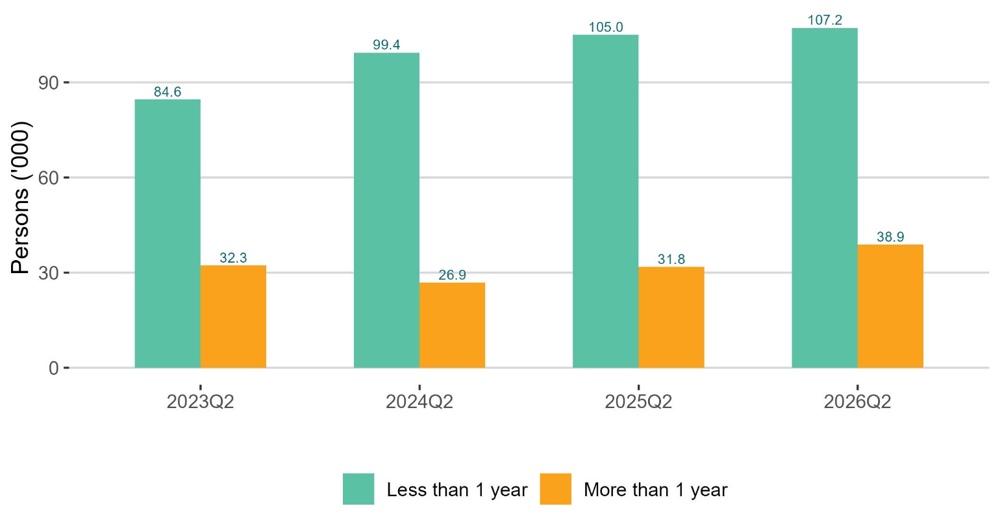 Persons ('000)
90
60
30
0
84.6
32.3
99.4
26.9
105.0
31.8
107.2
38.9
2023Q2
2024Q2
2025Q2
2026Q2
Less than 1 year
More than 1 year